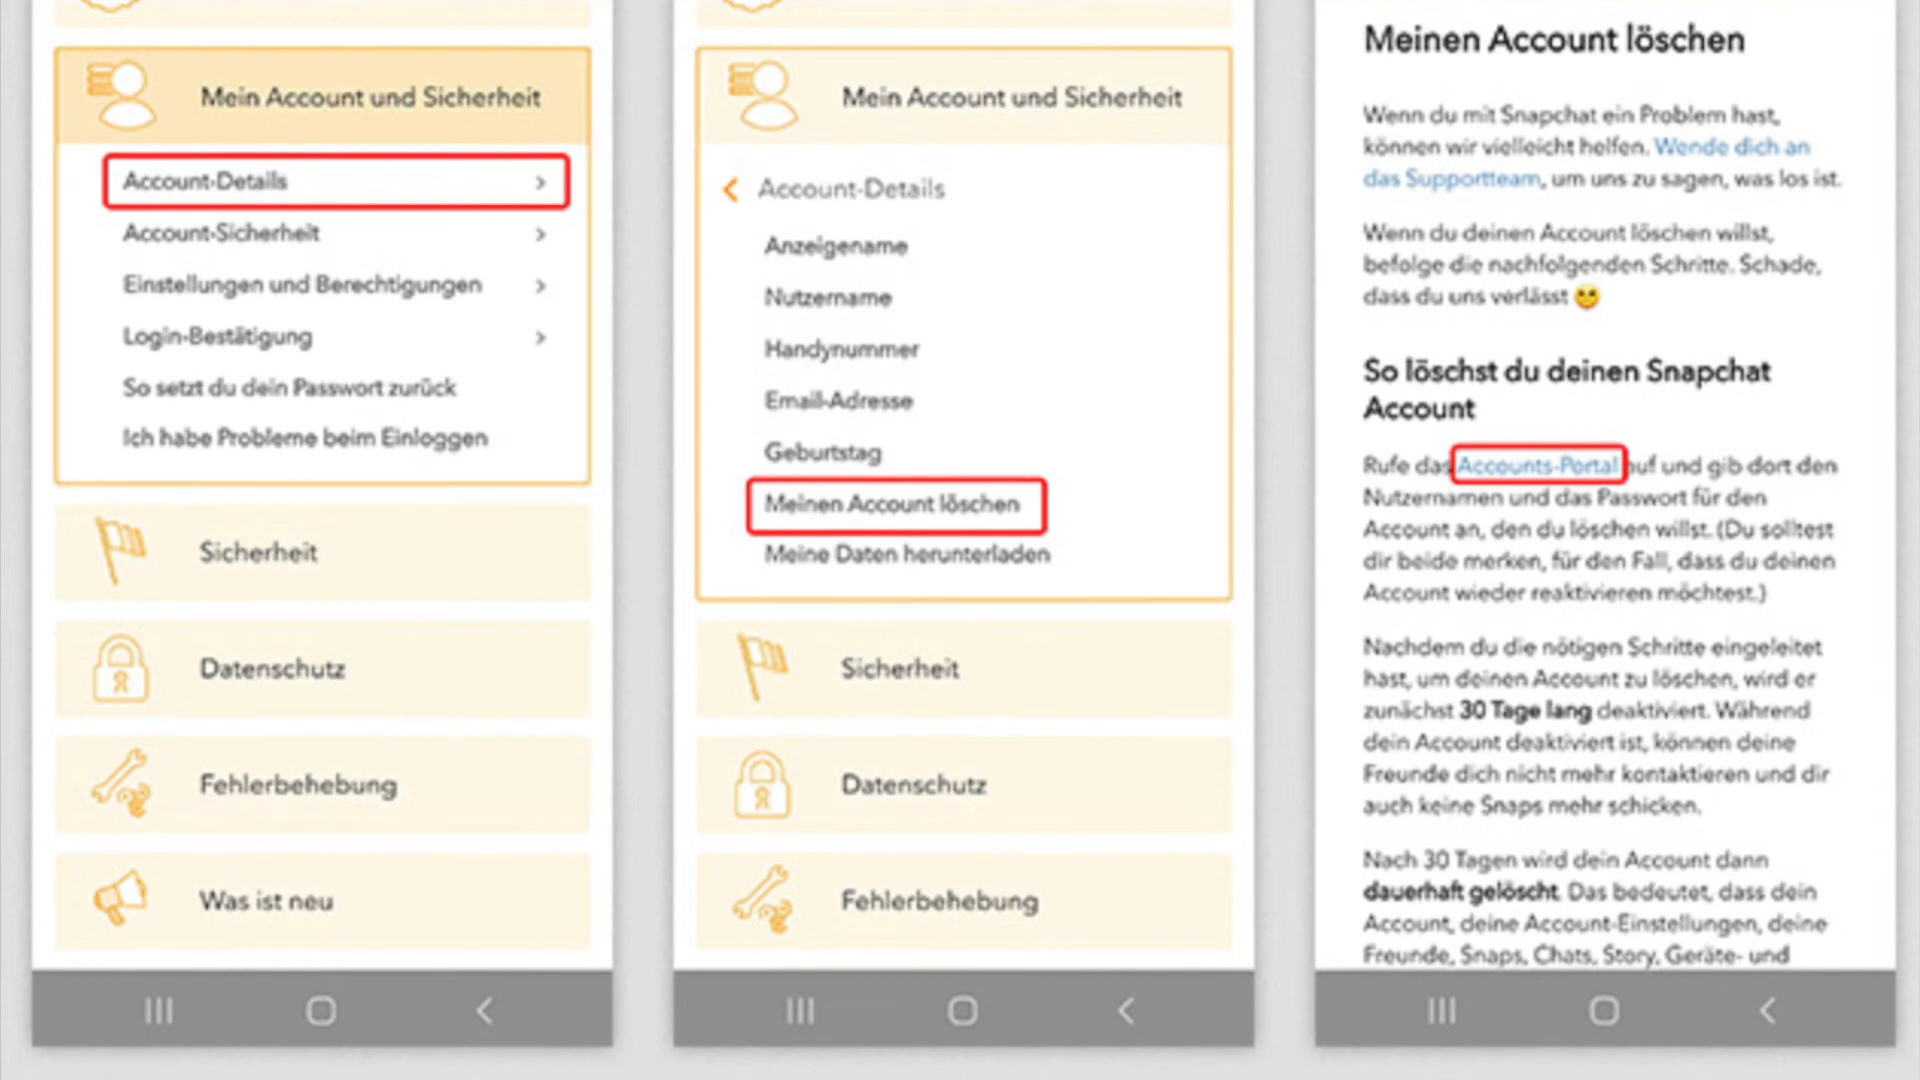 Mein Account und Sicherheit
Account-Details
Account-Sicherheit
Einstellungen und Berechtigungen
Login-Bestätigung
So setzt du dein Passwort zurück
Ich habe Probleme beim Einloggen
Sicherheit
Datenschutz
Fehlerbehebung
Was ist neu
Mein Account und Sicherheit
Account-Details
Anzeigename
Nutzername
Handynummer
Email-Adresse
Geburtstag
Meinen Account löschen
Meine Daten herunterladen
Sicherheit
Datenschutz
Fehlerbehebung
Meinen Account löschen
Wenn du mit Snapchat ein Problem hast,
können wir vielleicht helfen. Wende dich an
das Supportteam, um uns zu sagen, was los ist.
Wenn du deinen Account löschen willst,
befolge die nachfolgenden Schritte. Schade,
dass du uns verlässt
So löschst du deinen Snapchat
Account
Rufe das Accounts-Portal auf und gib dort den
Nutzernamen und das Passwort für den
Account an, den du löschen willst. (Du solltest
dir beide merken, für den Fall, dass du deinen
Account wieder reaktivieren möchtest.)
Nachdem du die nötigen Schritte eingeleitet
hast, um deinen Account zu löschen, wird er
zunächst 30 Tage lang deaktiviert. Während
dein Account deaktiviert ist, können deine
Freunde dich nicht mehr kontaktieren und dir
auch keine Snaps mehr schicken.
Nach 30 Tagen wird dein Account dann
dauerhaft gelöscht. Das bedeutet, dass dein
Account, deine Account-Einstellungen, deine
Freunde, Snaps, Chats, Story, Geräte- und